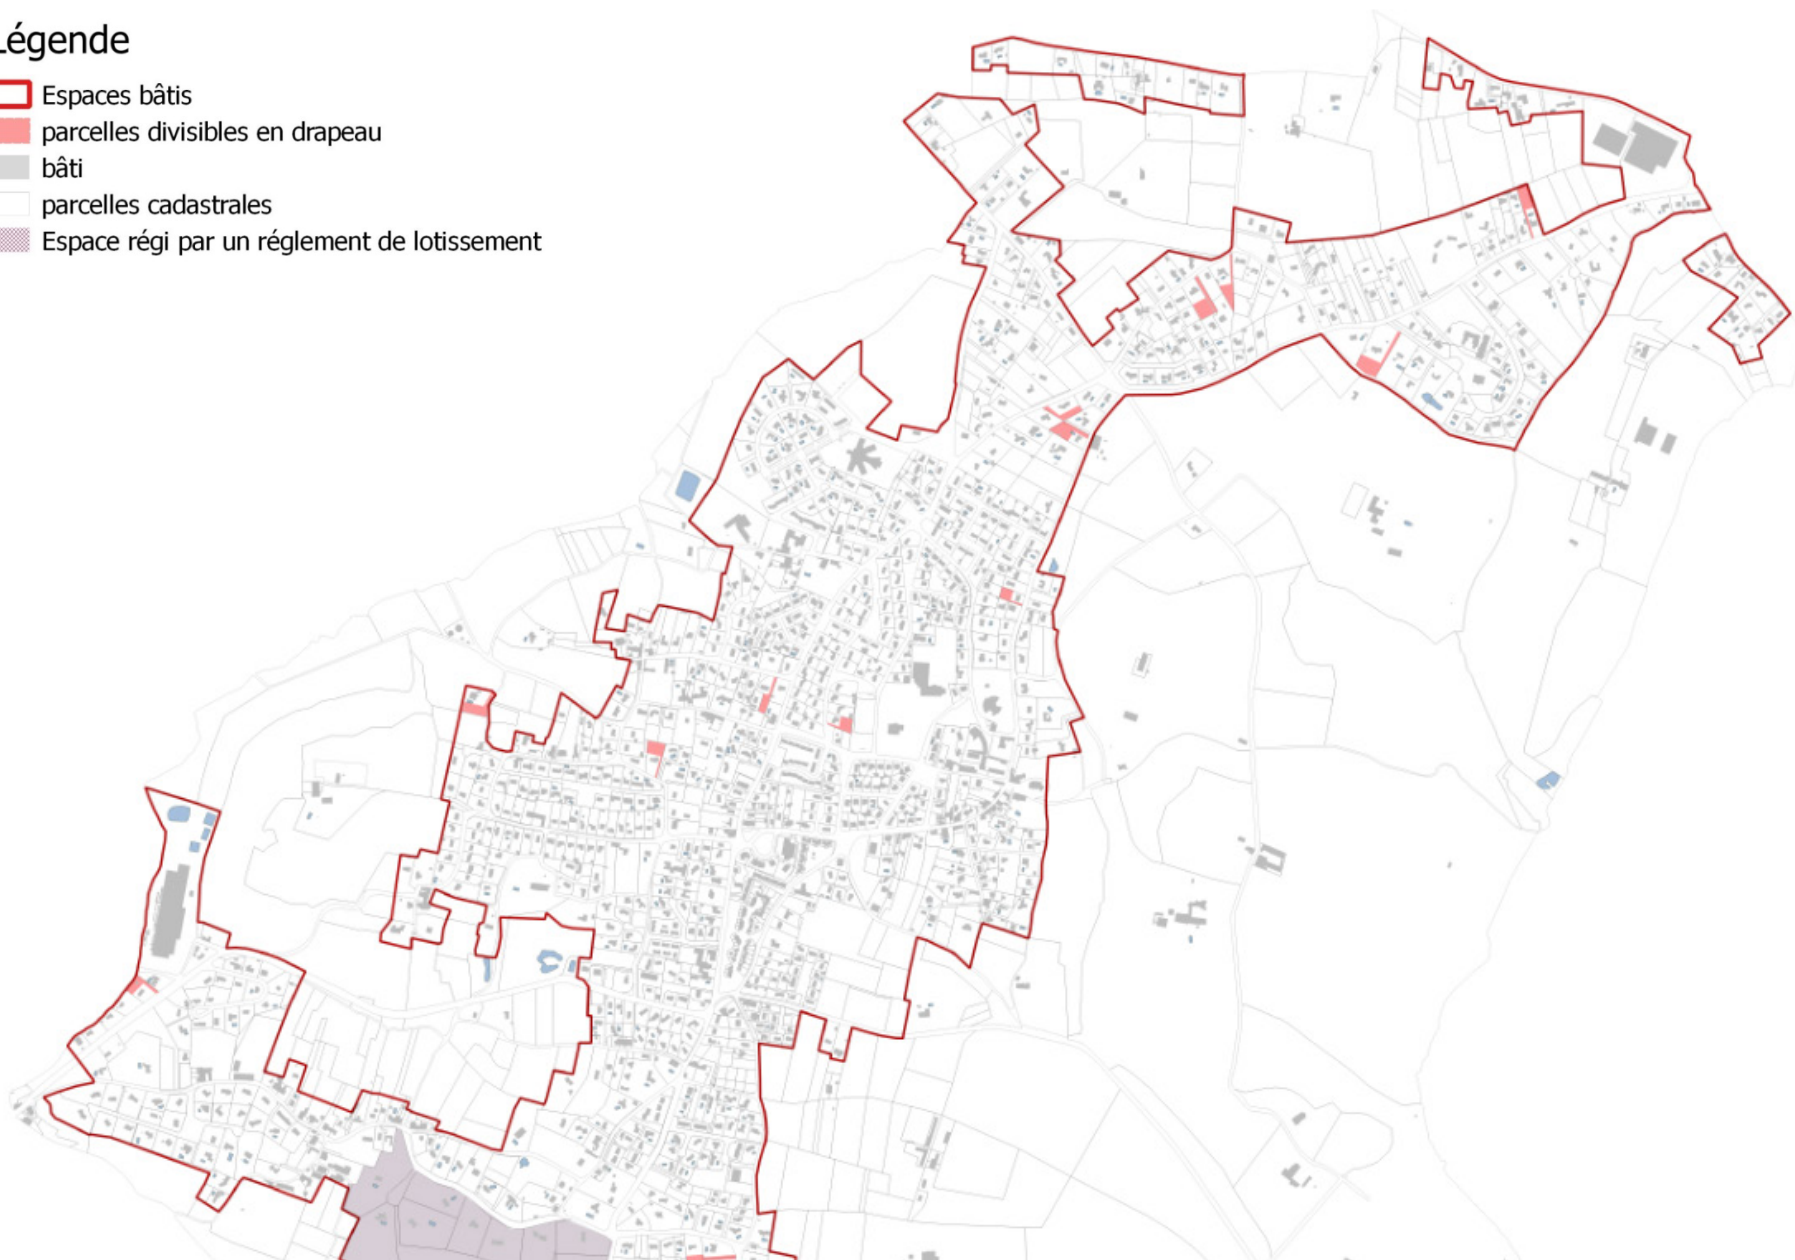 Légende
Espaces bâtis
parcelles divisibles en drapeau
bâti
parcelles cadastrales
Espace régi par un réglement de lotissement